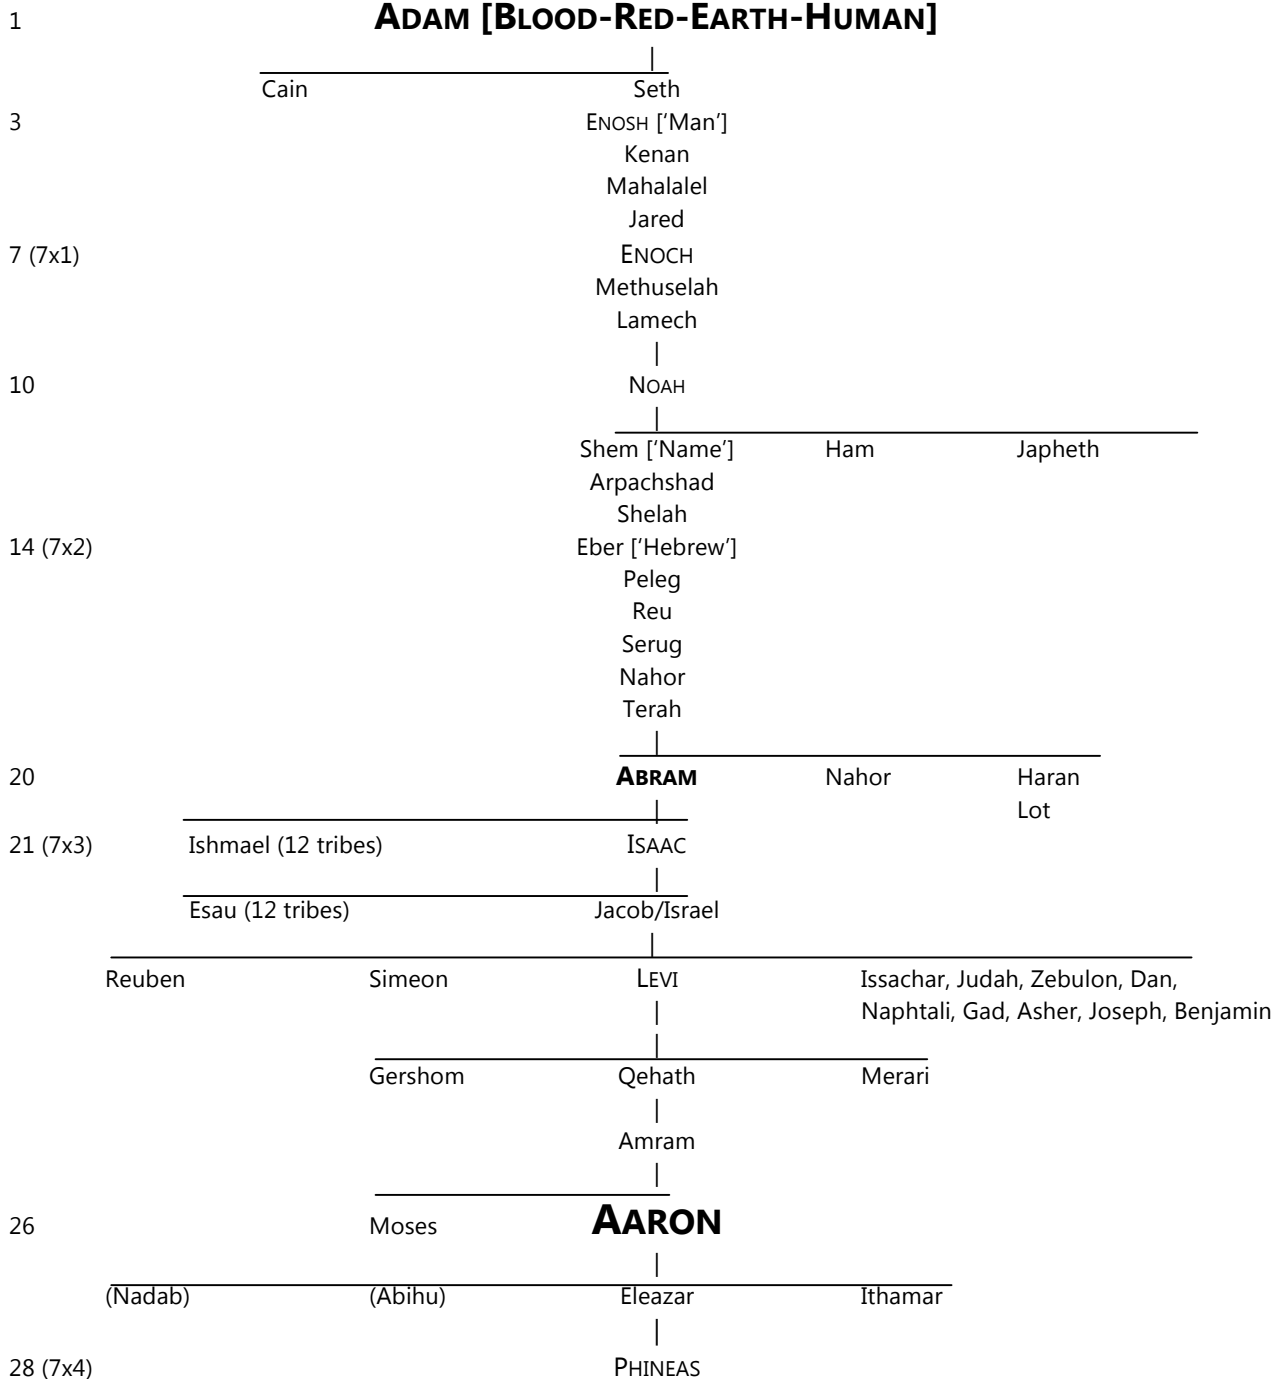 1 ADAM [BLOOD-RED-EARTH-HUMAN]
Cain Seth
3 ENOSH [‘Man’]
Kenan
Mahalalel
Jared
7 (7x1) ENOCH
Methuselah
Lamech
10 NOAH
Shem [‘Name’] Ham Japheth
Arpachshad
Shelah
14 (7x2) Eber [‘Hebrew’]
Peleg
Reu
Serug
Nahor
Terah
20 ABRAM Nahor Haran
Lot
21 (7x3) Ishmael (12 tribes) ISAAC
Esau (12 tribes) Jacob/Israel
Reuben Simeon LEVI Issachar, Judah, Zebulon, Dan,
Naphtali, Gad, Asher, Joseph, Benjamin
Gershom Qehath Merari
Amram
26 Moses AARON
(Nadab) (Abihu) Eleazar Ithamar
28 (7x4) PHINEAS